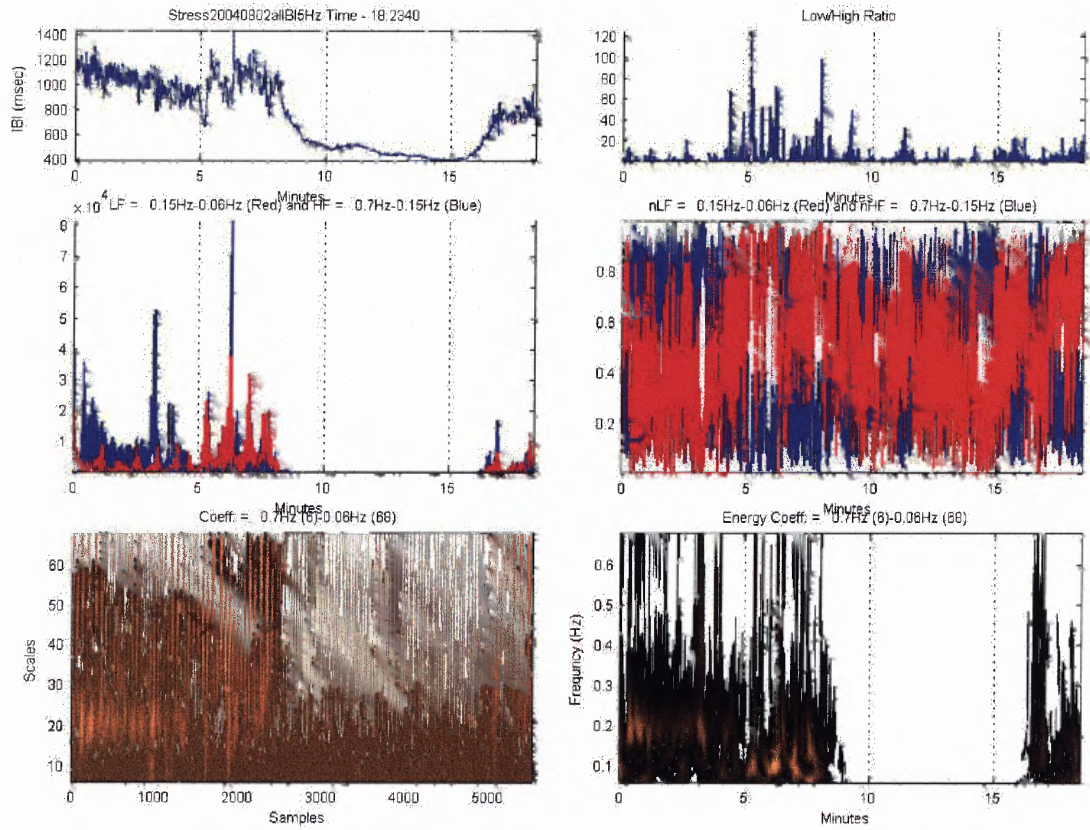 Stress20040802allIBI5Hz Time - 18.2340
1400
1200
1000
800
600
400
IBI (msec)
0 5 10 15
Minutes
Low/High Ratio
120
100
80
60
40
20
0 5 10 15
Minutes
x 10 4
LF = 0.15Hz-0.06Hz (Red) and HF = 0.7Hz-0.15Hz (Blue)
8
7
6
5
4
3
2
1
0 5 10 15
Minutes
nLF = 0.15Hz-0.06Hz (Red) and nHF = 0.7Hz-0.15Hz (Blue)
0.8
0.6
0.4
0.2
0 5 10 15
Minutes
Coeff. = 0.7Hz (6)-0.06Hz (68)
60
50
40
30
20
10
Scales
0 1000 2000 3000 4000 5000
Samples
Energy Coeff. = 0.7Hz (6)-0.06Hz (68)
0.6
0.5
0.4
0.3
0.2
0.1
Frequncy (Hz)
0 5 10 15
Minutes